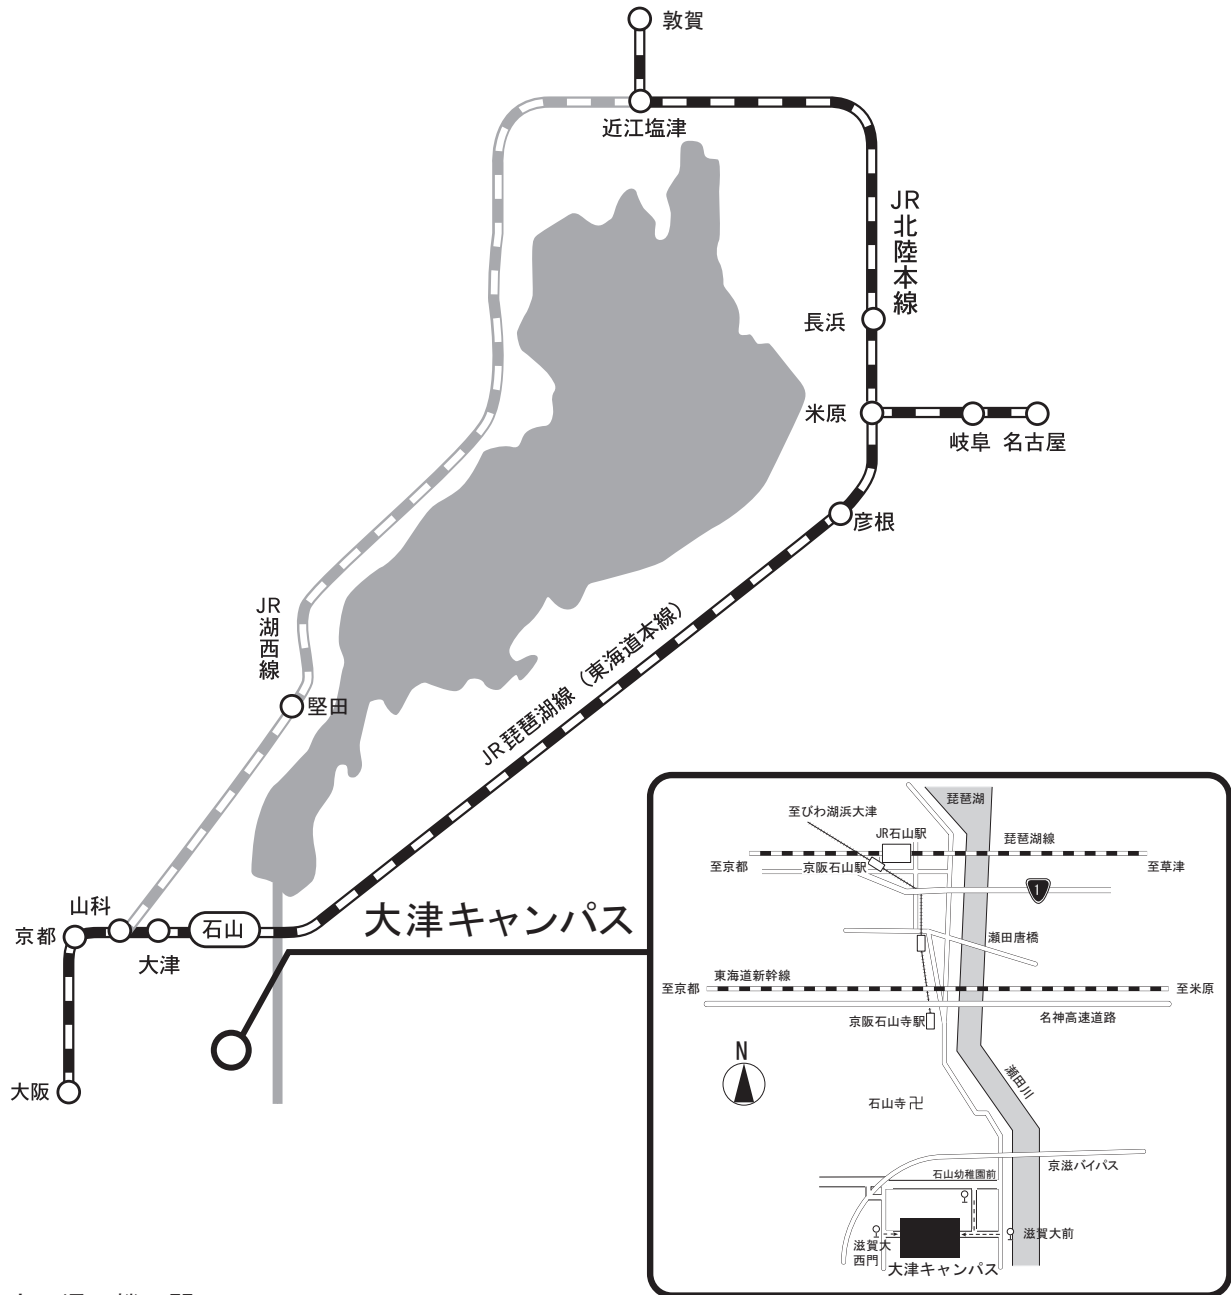 敦賀
近江塩津
JR北陸本線
長浜
米原
岐阜
名古屋
彦根
JR湖西線
堅田
JR琵琶湖線（東海道本線）
山科
京都
大津
石山
大阪
大津キャンパス
琵琶湖
至びわ湖浜大津
JR石山駅
琵琶湖線
至京都
京阪石山駅
至草津
1
瀬田唐橋
東海道新幹線
至京都
至米原
京阪石山寺駅
名神高速道路
N
瀬田川
石山寺卍
京滋バイパス
石山幼稚園前
滋賀大前
滋賀大
西門
大津キャンパス